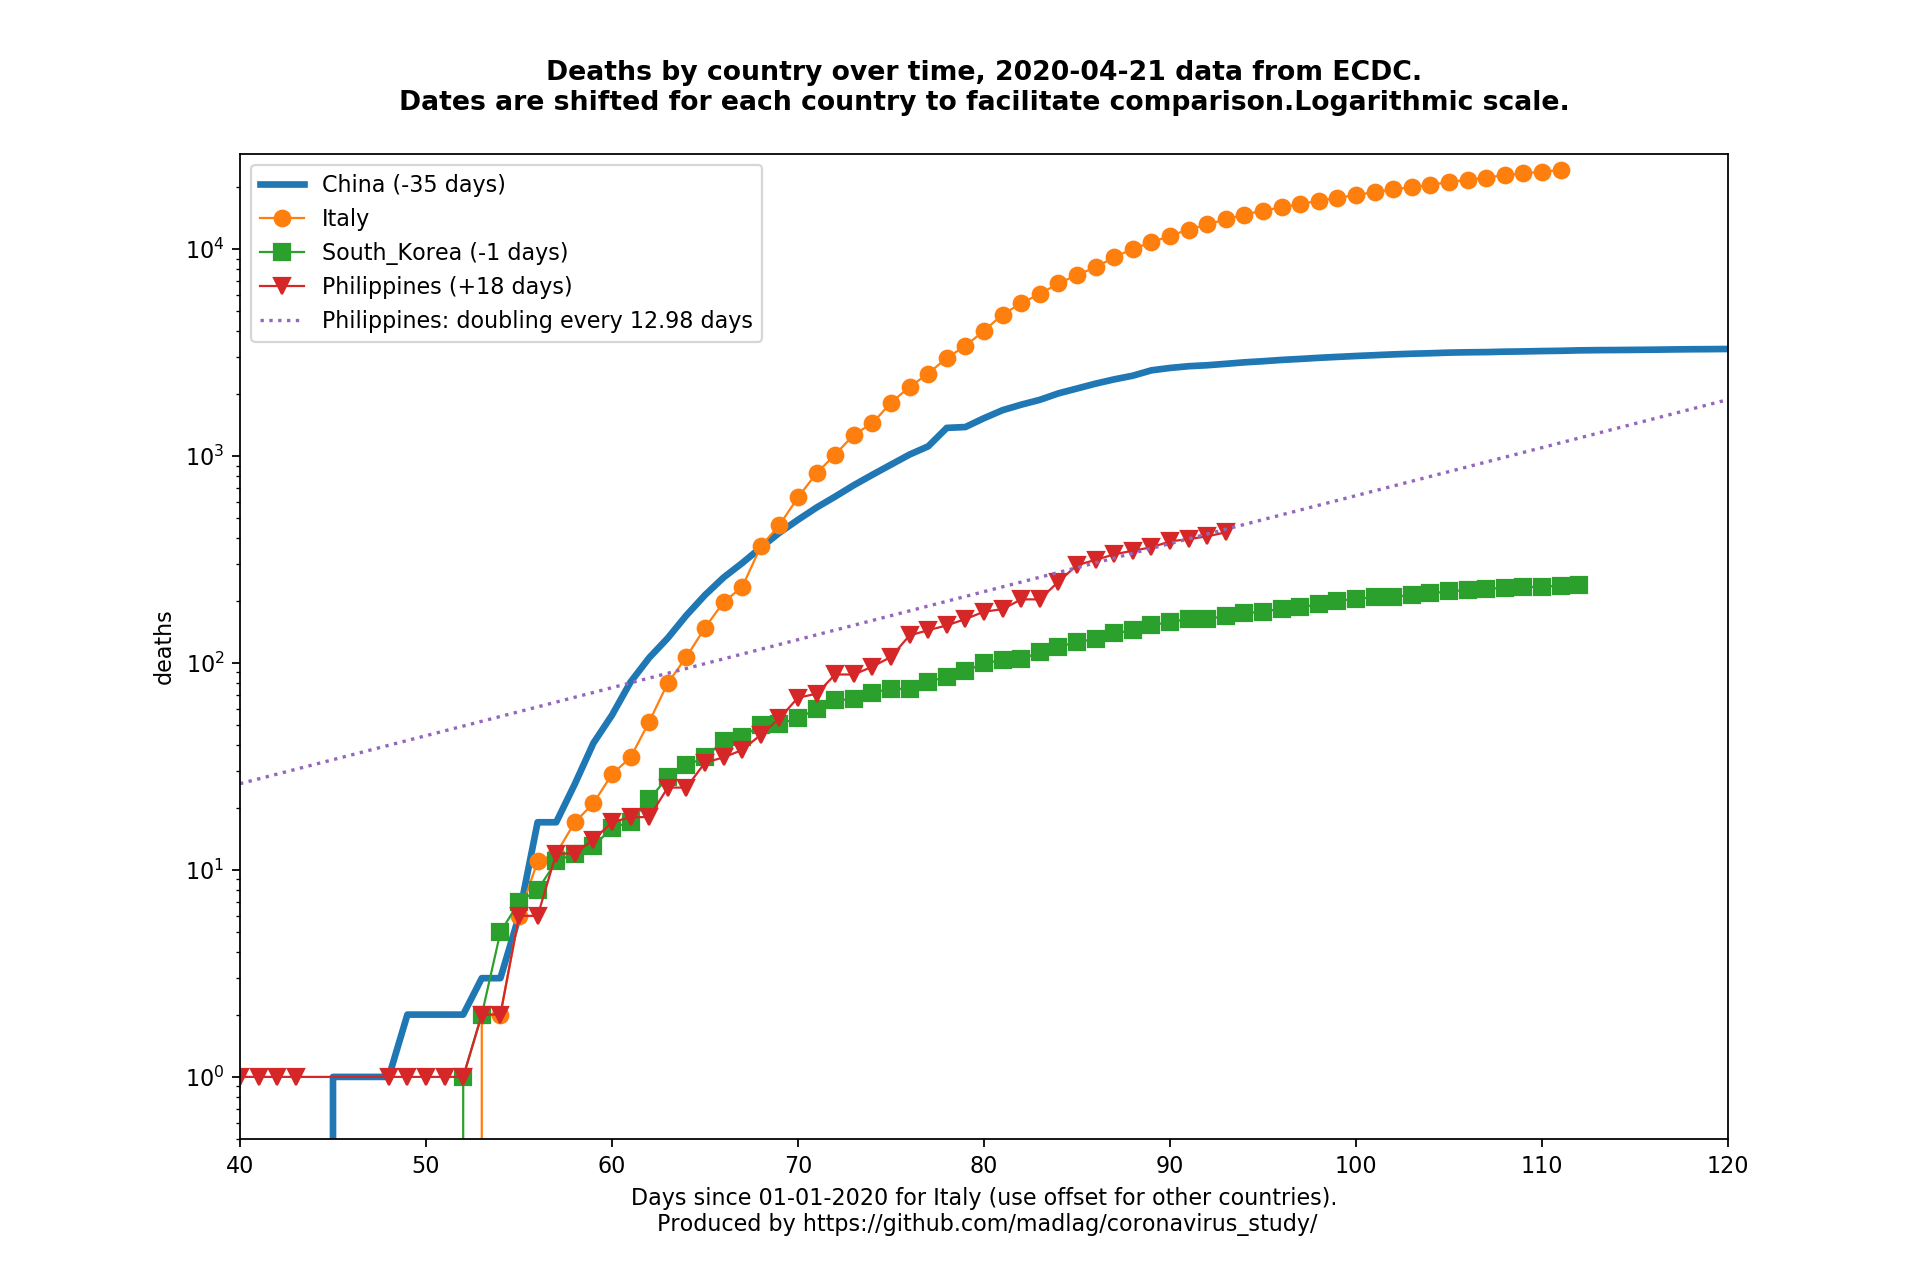 Deaths by country over time, 2020-04-21 data from ECDC.
Dates are shifted for each country to facilitate comparison.Logarithmic scale.
China (-35 days)
Italy
South_Korea (-1 days)
Philippines (+18 days)
Philippines: doubling every 12.98 days
10^4
10^3
10^2
10^1
10^0
deaths
40 50 60 70 80 90 100 110 120
Days since 01-01-2020 for Italy (use offset for other countries).
Produced by https://github.com/madlag/coronavirus_study/